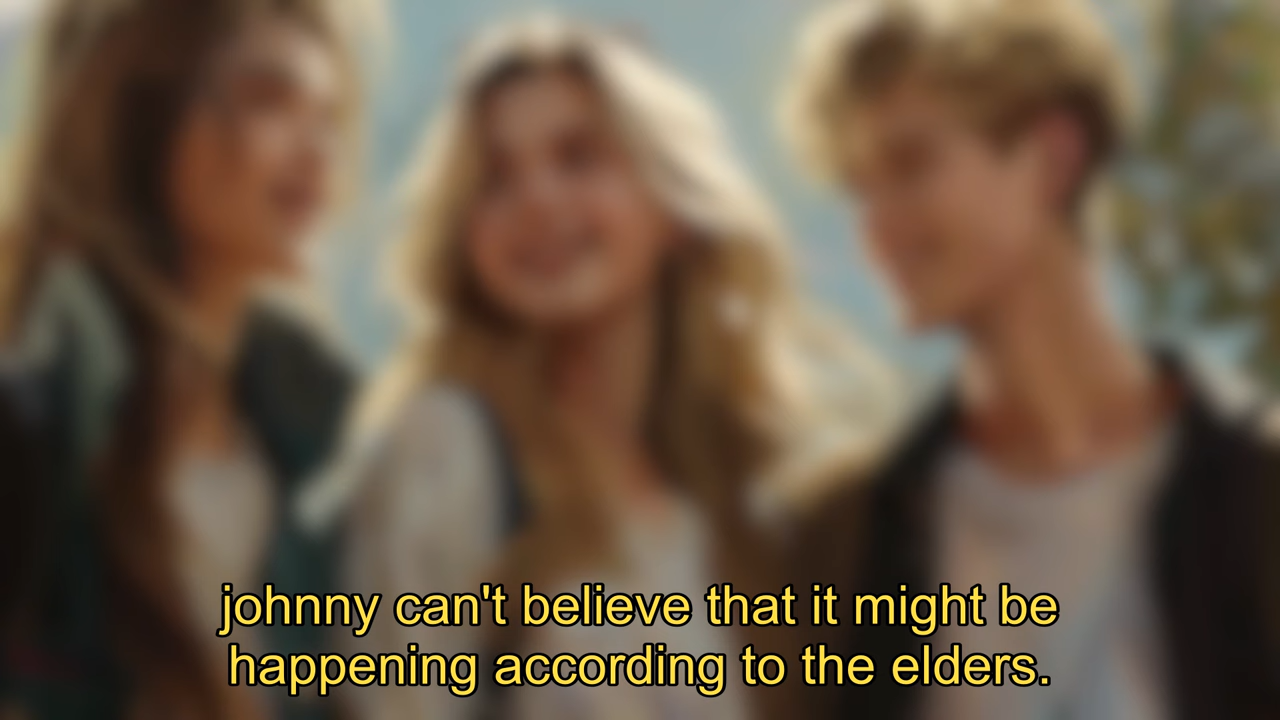 johnny can't believe that it might be
happening according to the elders.